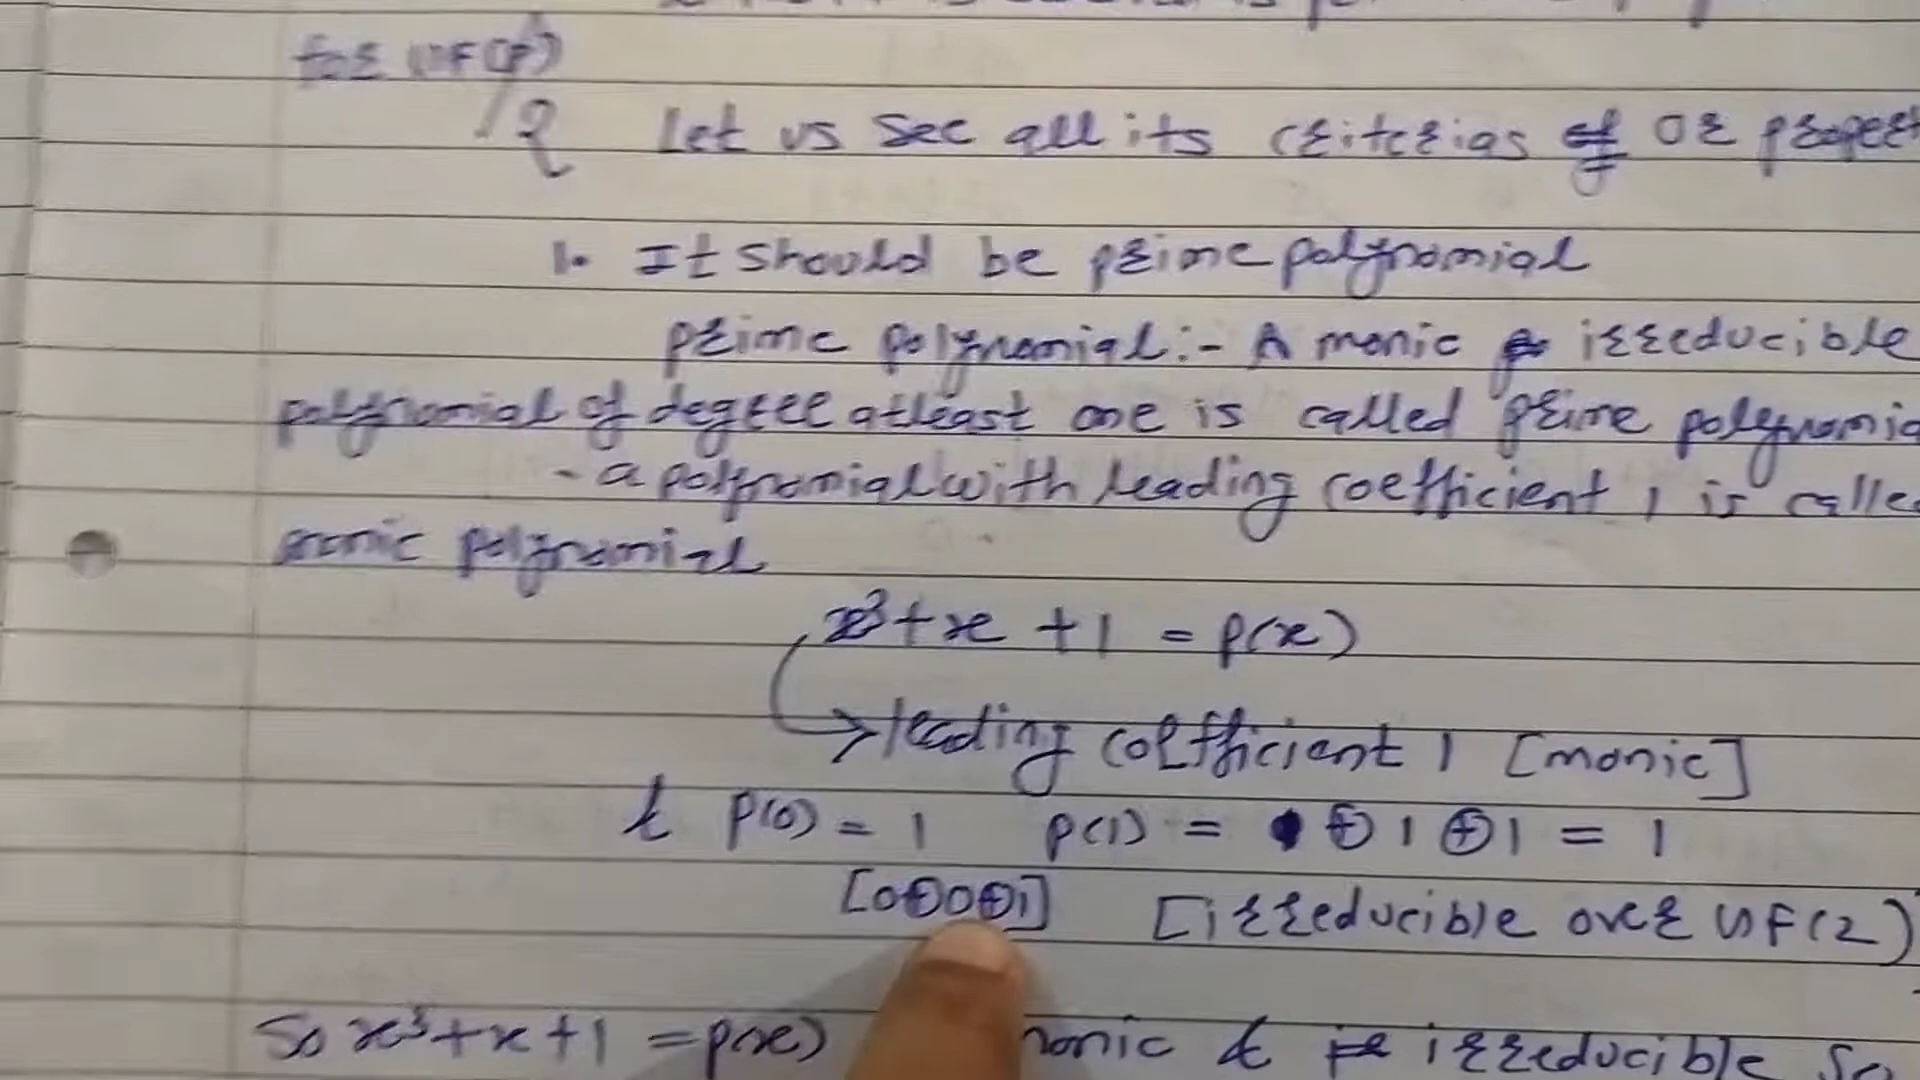 for GF(p)
2 Let us see all its criterias of or propert
1. It should be prime polynomial
prime polynomial:- A monic irreducible
polynomial of degree atleast one is called prime polynomia
- a polynomial with leading coefficient 1 is calle
monic polynomial
x³+x +1 = p(x)
→ leading coefficient 1 [monic]
& p(0) = 1 p(1) = 1 ⊕ 1 ⊕ 1 = 1
[0⊕0⊕1] [irreducible over GF(2)
So x³+x+1 = p(x) monic & irreducible So